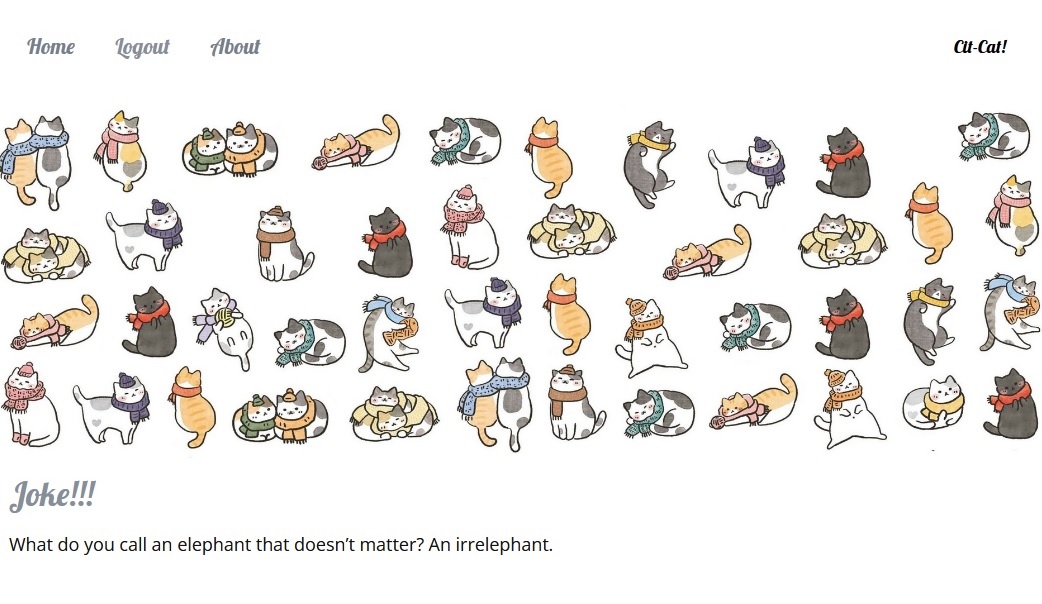 Home Logout About Cit-Cat!
Joke!!!
What do you call an elephant that doesn’t matter? An irrelephant.